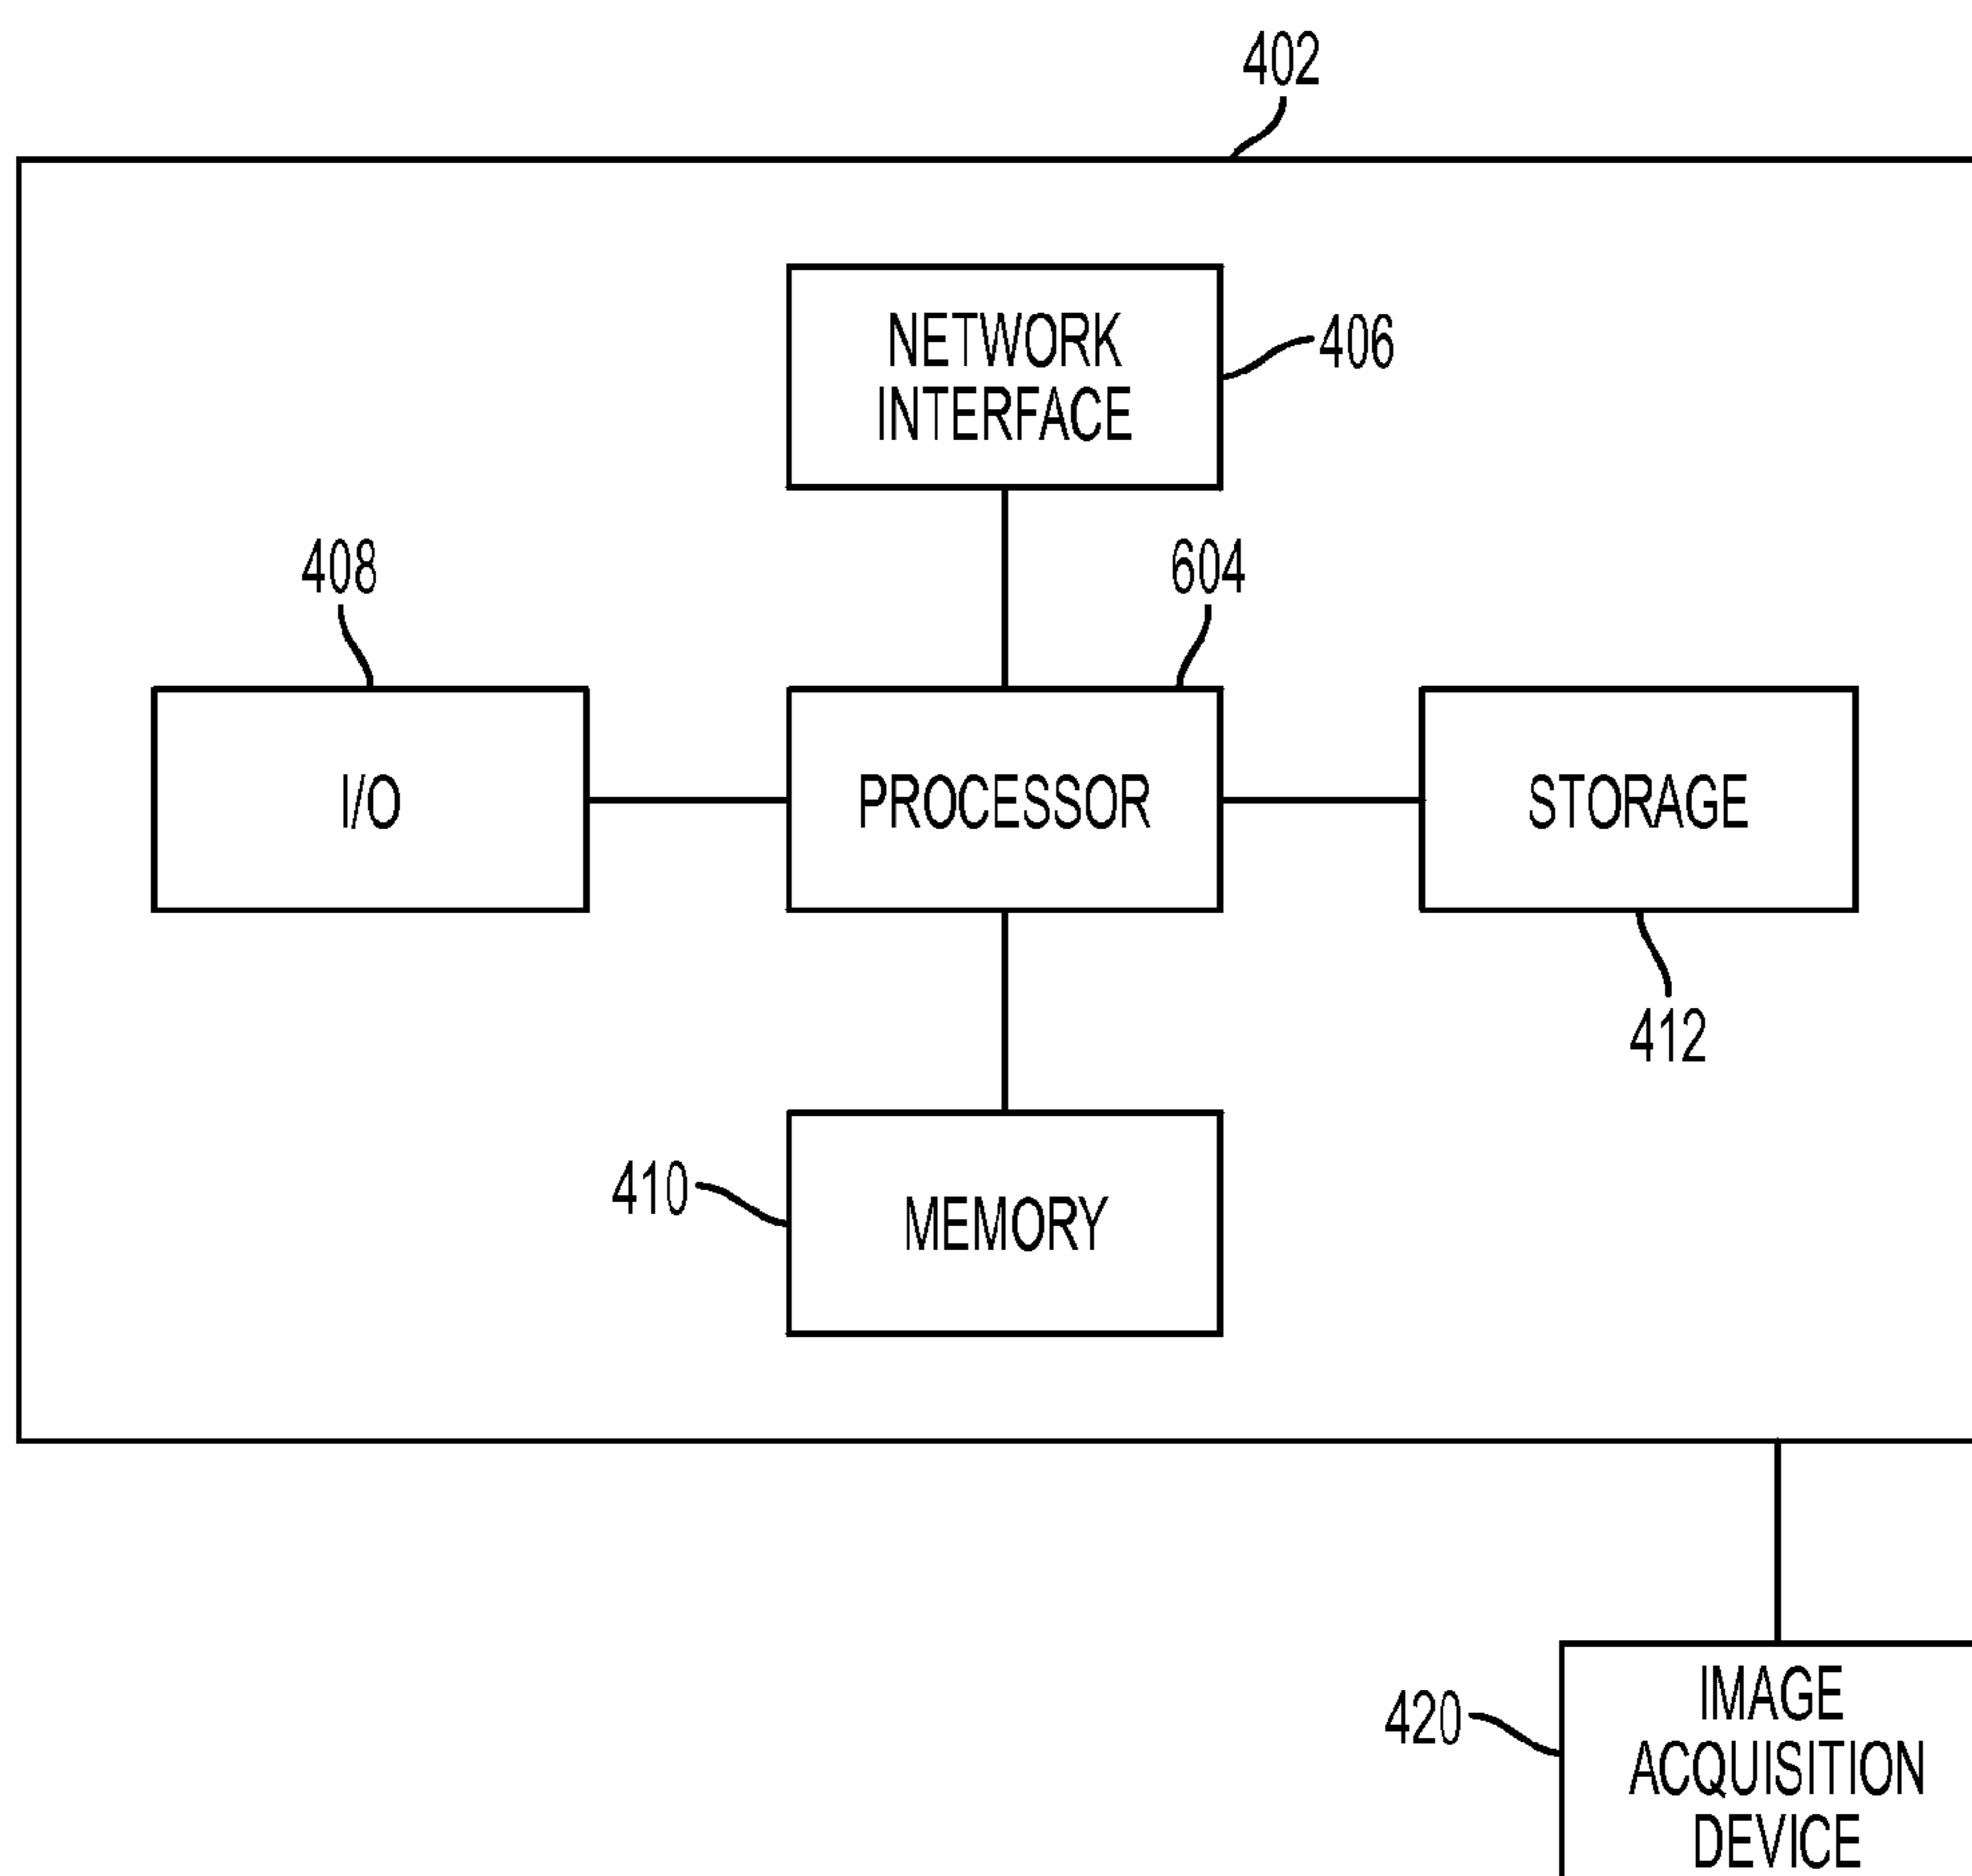 402
NETWORK
INTERFACE
406
408
604
I/O
PROCESSOR
STORAGE
412
410
MEMORY
420
IMAGE
ACQUISITION
DEVICE